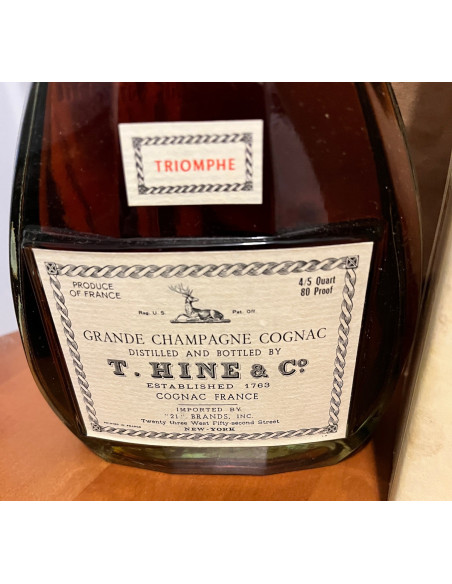 TRIOMPHE
PRODUCE
OF FRANCE
4/5 Quart
80 Proof
Reg. U. S. Pat. Off.
GRANDE CHAMPAGNE COGNAC
DISTILLED AND BOTTLED BY
T. HINE & Co.
ESTABLISHED 1763
COGNAC FRANCE
IMPORTED BY
"21" BRANDS, INC.
Twenty three West Fifty-second Street
NEW-YORK